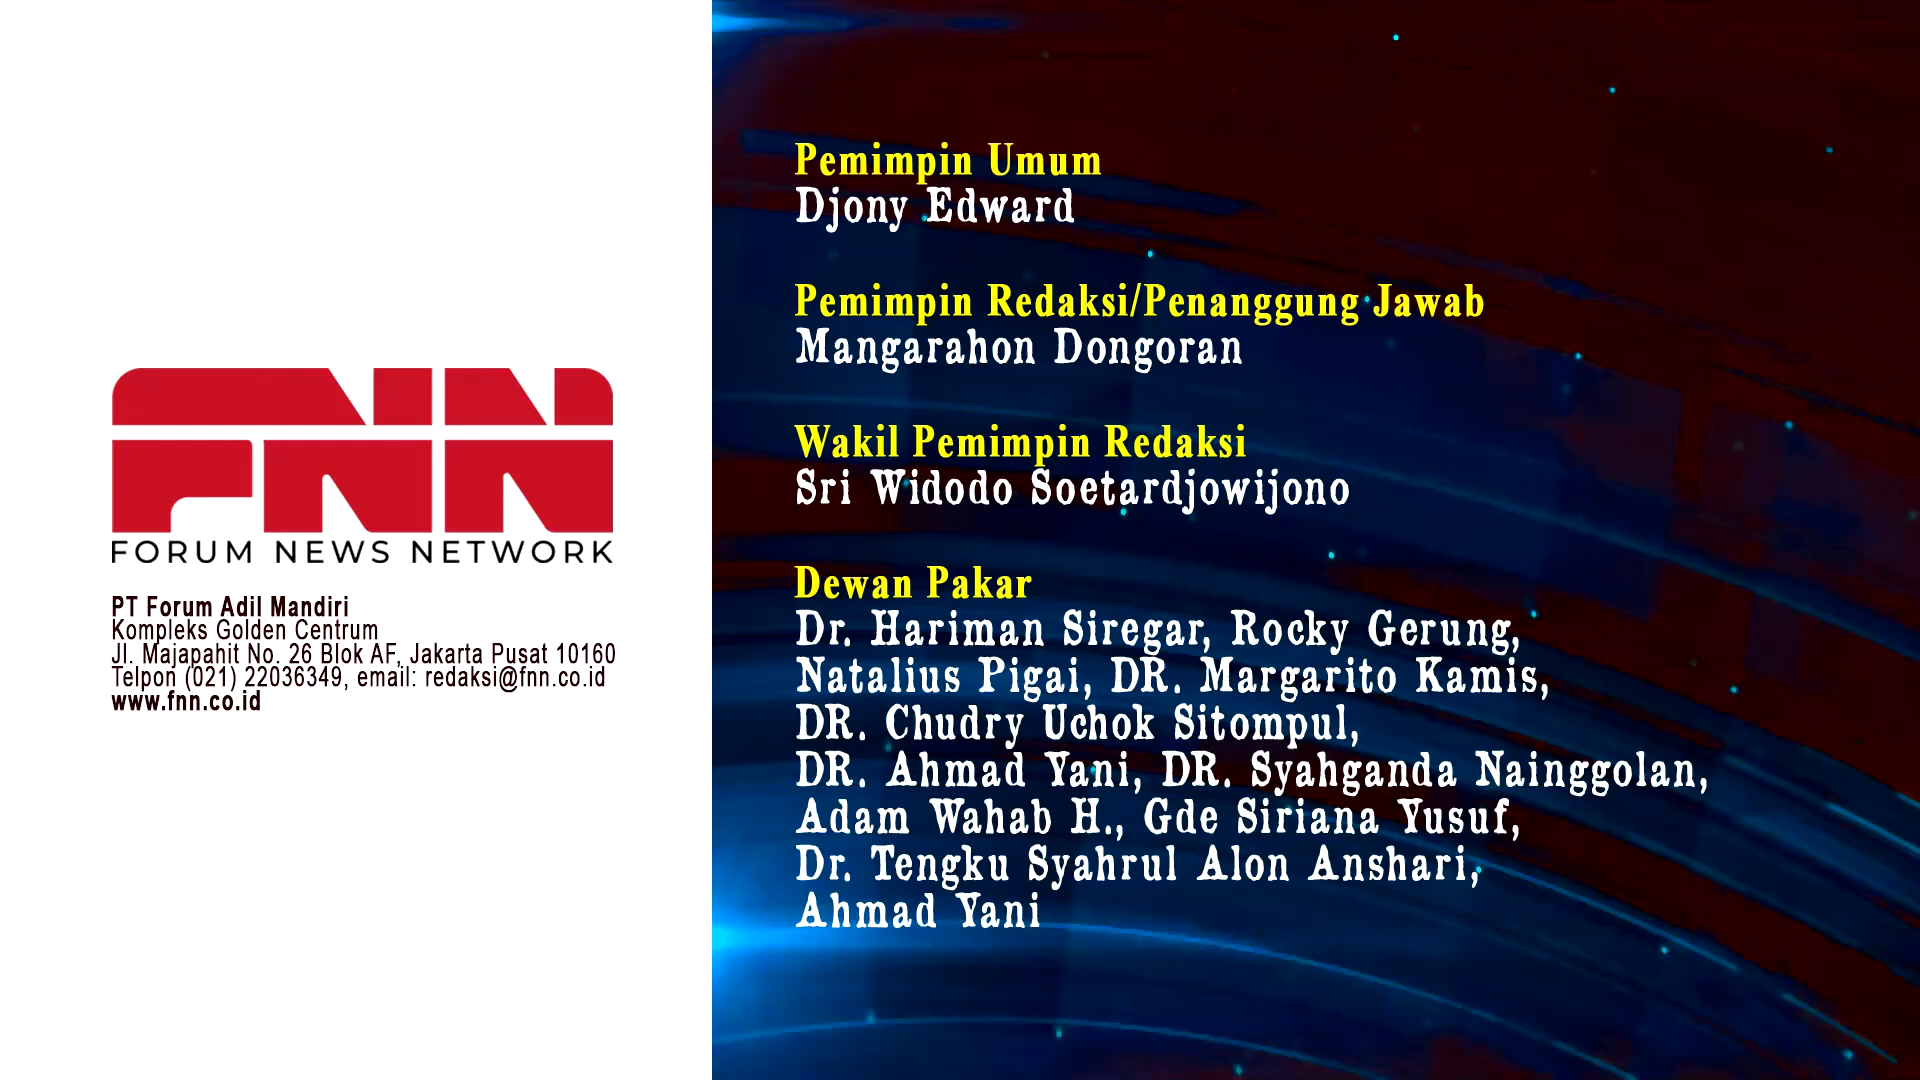 FNN
FORUM NEWS NETWORK
PT Forum Adil Mandiri
Kompleks Golden Centrum
Jl. Majapahit No. 26 Blok AF, Jakarta Pusat 10160
Telpon (021) 22036349, email: redaksi@fnn.co.id
www.fnn.co.id
Pemimpin Umum
Djony Edward
Pemimpin Redaksi/Penanggung Jawab
Mangarahon Dongoran
Wakil Pemimpin Redaksi
Sri Widodo Soetardjowijono
Dewan Pakar
Dr. Hariman Siregar, Rocky Gerung,
Natalius Pigai, DR. Margarito Kamis,
DR. Chudry Uchok Sitompul,
DR. Ahmad Yani, DR. Syahganda Nainggolan,
Adam Wahab H., Gde Siriana Yusuf,
Dr. Tengku Syahrul Alon Anshari,
Ahmad Yani